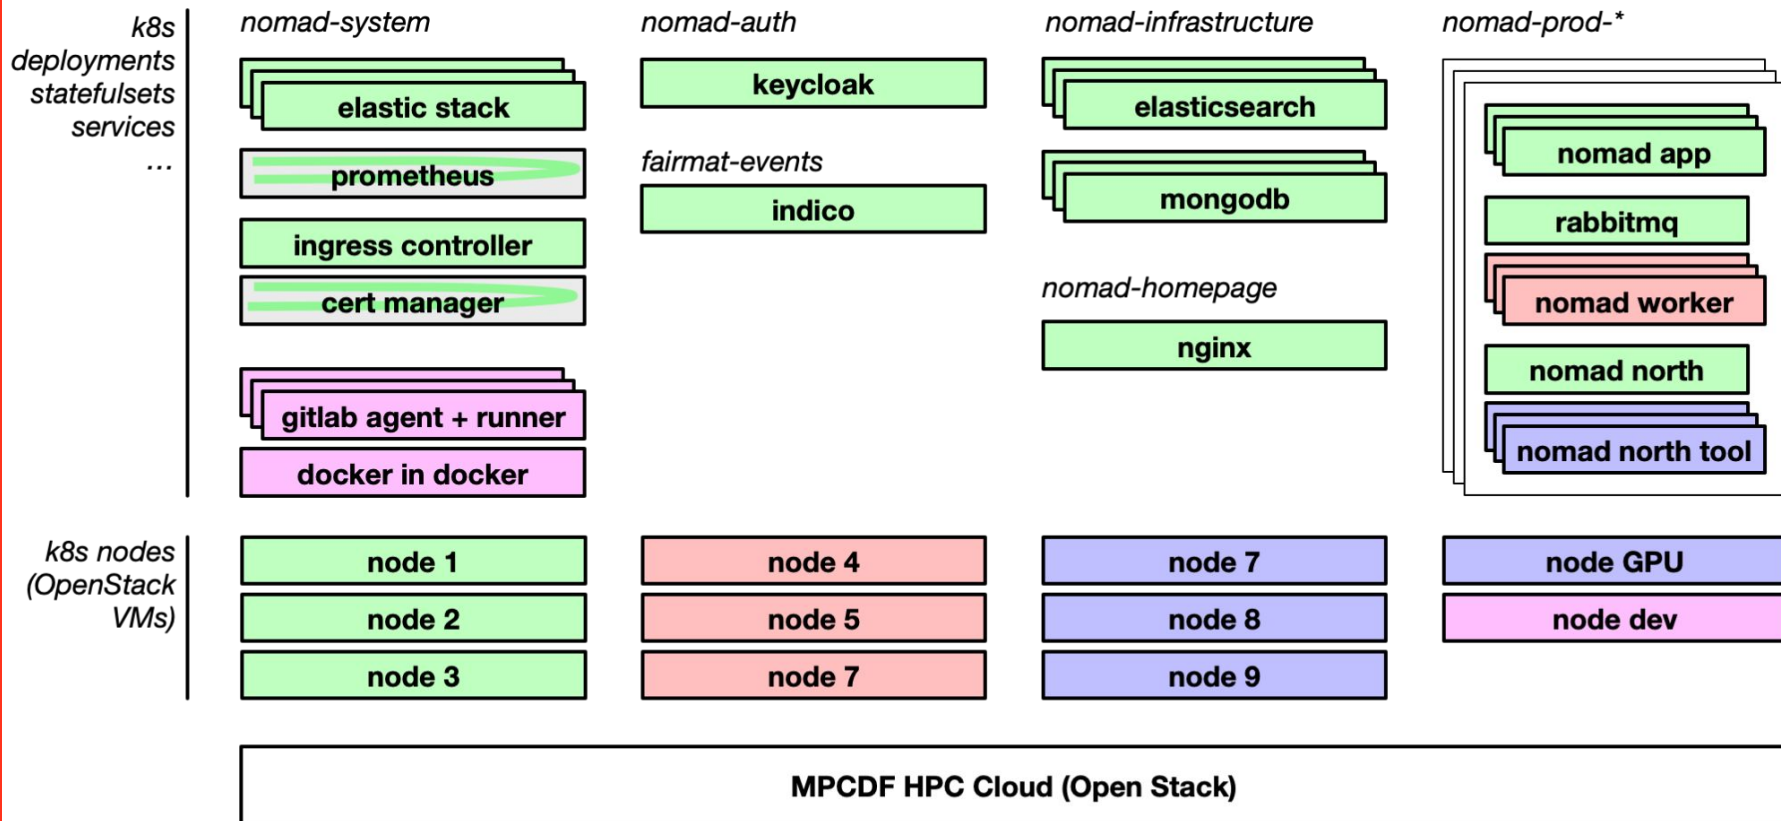 k8s
deployments
statefulsets
services
...
nomad-system
elastic stack
prometheus
ingress controller
cert manager
gitlab agent + runner
docker in docker
nomad-auth
keycloak
fairmat-events
indico
nomad-infrastructure
elasticsearch
mongodb
nomad-homepage
nginx
nomad-prod-*
nomad app
rabbitmq
nomad worker
nomad north
nomad north tool
k8s nodes
(OpenStack
VMs)
node 1
node 2
node 3
node 4
node 5
node 7
node 7
node 8
node 9
node GPU
node dev
MPCDF HPC Cloud (Open Stack)